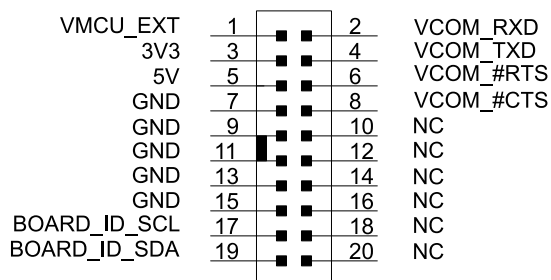 VMCU_EXT 1 2 VCOM_RXD
3V3 3 4 VCOM_TXD
5V 5 6 VCOM_#RTS
GND 7 8 VCOM_#CTS
GND 9 10 NC
GND 11 12 NC
GND 13 14 NC
GND 15 16 NC
BOARD_ID_SCL 17 18 NC
BOARD_ID_SDA 19 20 NC